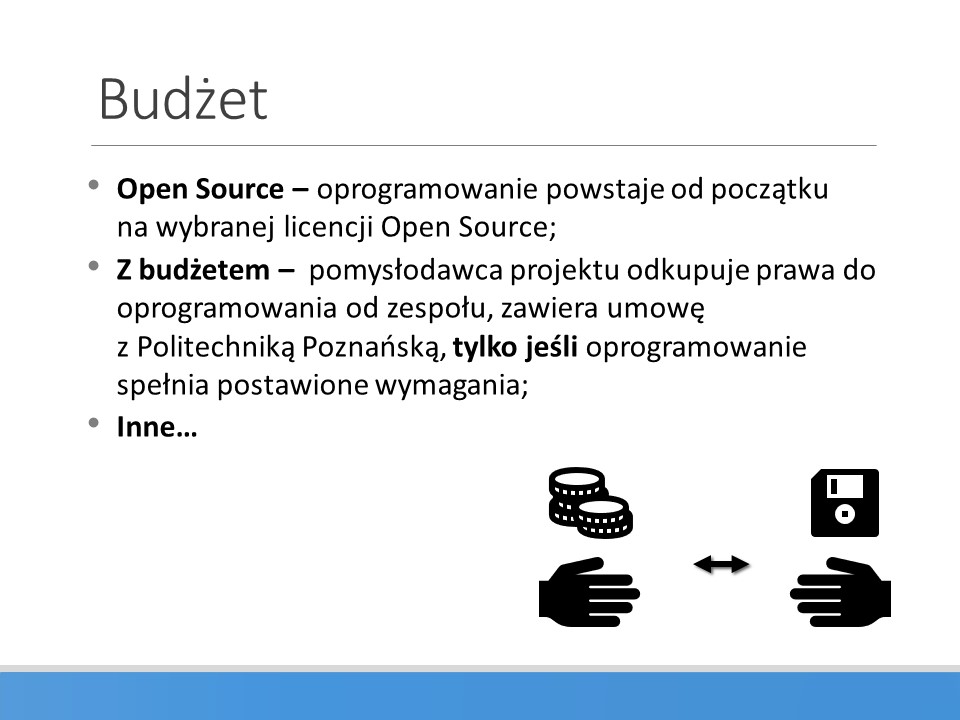 Budżet
• Open Source – oprogramowanie powstaje od początku
na wybranej licencji Open Source;
• Z budżetem – pomysłodawca projektu odkupuje prawa do
oprogramowania od zespołu, zawiera umowę
z Politechniką Poznańską, tylko jeśli oprogramowanie
spełnia postawione wymagania;
• Inne…